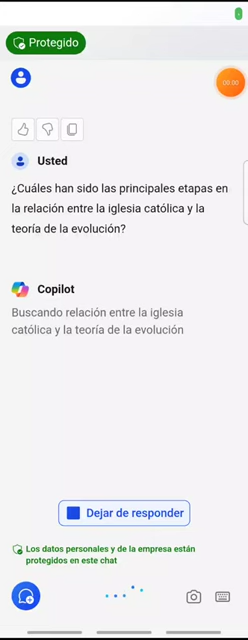 Protegido
00:00
Usted
¿Cuáles han sido las principales etapas en
la relación entre la iglesia católica y la
teoría de la evolución?
Copilot
Buscando relación entre la iglesia
católica y la teoría de la evolución
Dejar de responder
Los datos personales y de la empresa están
protegidos en este chat